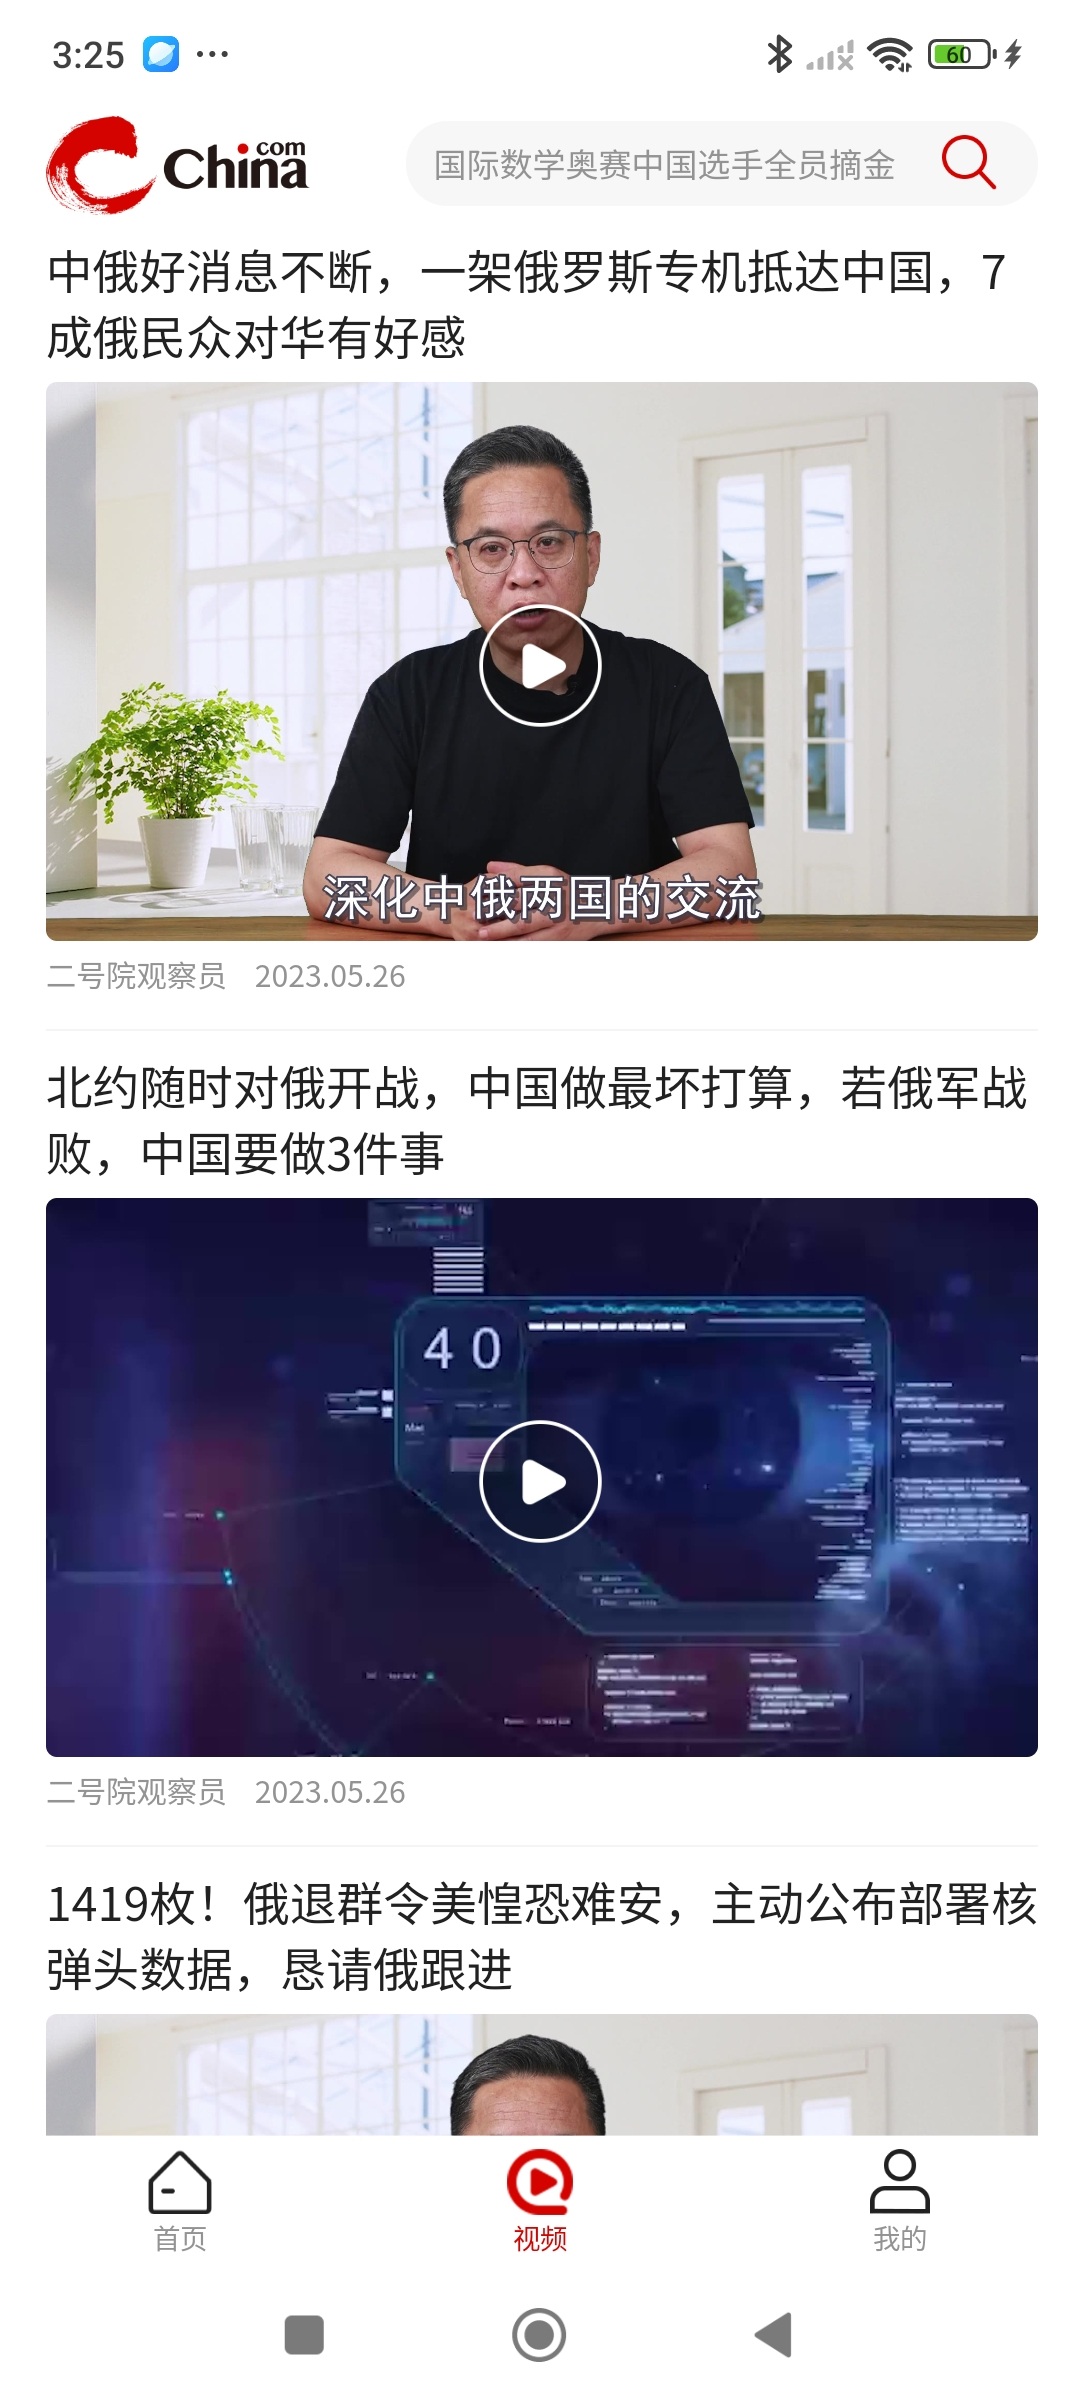 3:25
60
China
com
国际数学奥赛中国选手全员摘金
中俄好消息不断，一架俄罗斯专机抵达中国，7
成俄民众对华有好感
深化中俄两国的交流
二号院观察员 2023.05.26
北约随时对俄开战，中国做最坏打算，若俄军战
败，中国要做3件事
40
二号院观察员 2023.05.26
1419枚！俄退群令美惶恐难安，主动公布部署核
弹头数据，恳请俄跟进
首页
视频
我的